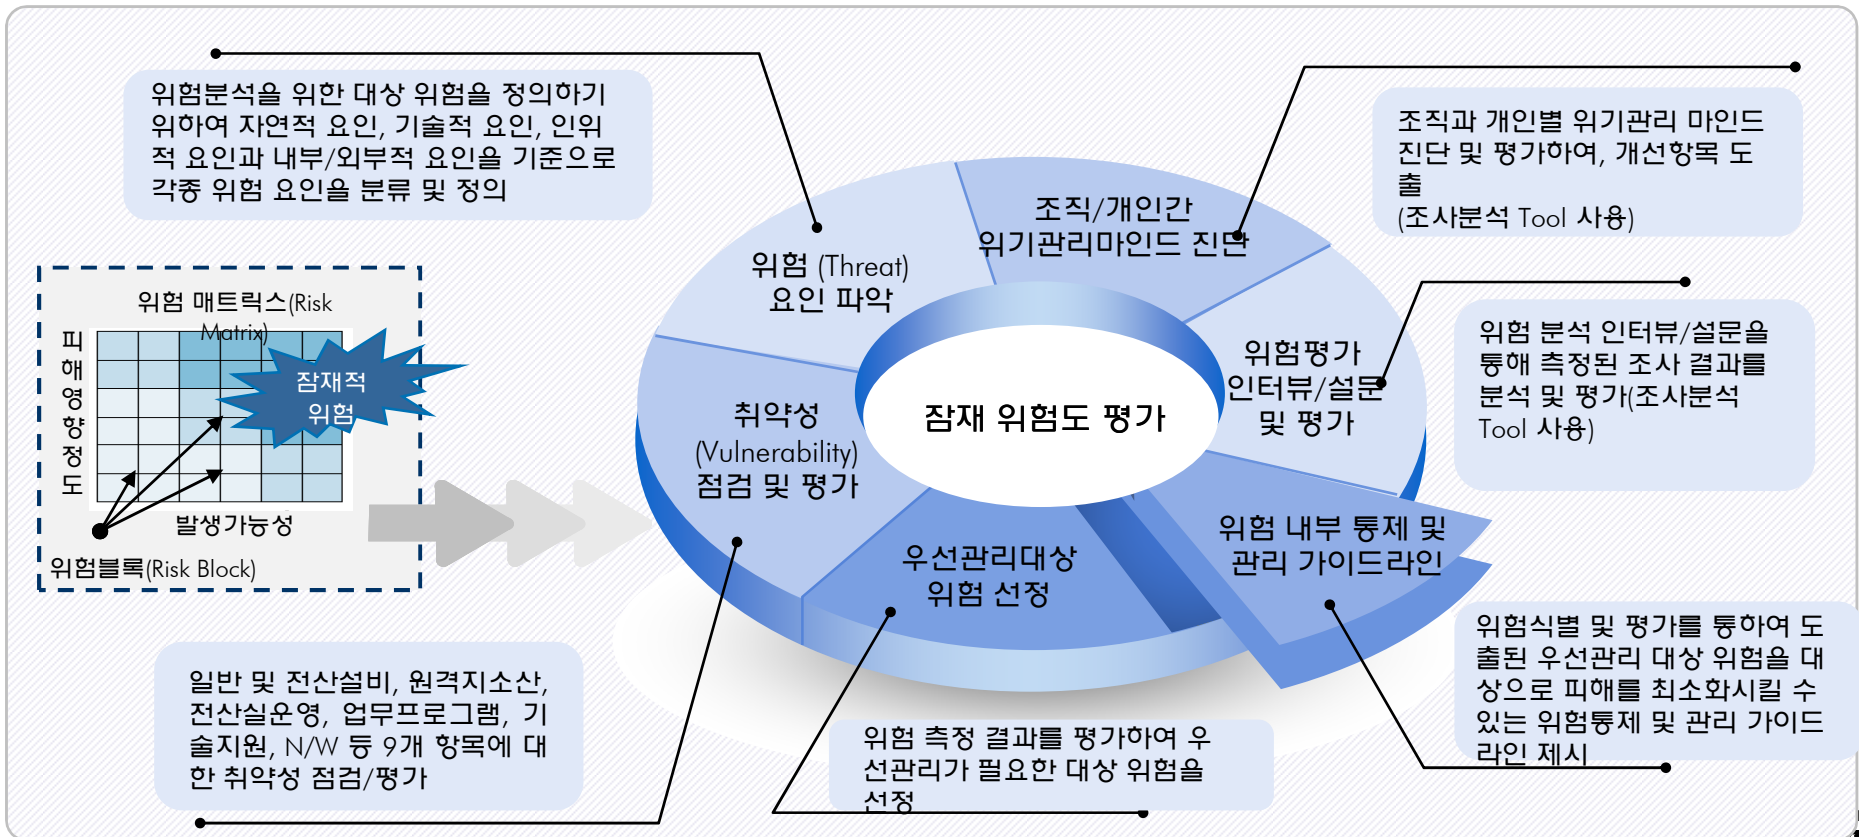 위험분석을 위한 대상 위험을 정의하기
위하여 자연적 요인, 기술적 요인, 인위
적 요인과 내부/외부적 요인을 기준으로
각종 위험 요인을 분류 및 정의
조직과 개인별 위기관리 마인드
진단 및 평가하여, 개선항목 도
출
(조사분석 Tool 사용)
조직/개인간
위기관리마인드 진단
위험 (Threat)
요인 파악
위험 매트릭스(Risk
Matrix)
피
해
영
향
정
도
잠재적
위험
발생가능성
위험블록(Risk Block)
위험평가
인터뷰/설문
및 평가
위험 분석 인터뷰/설문을
통해 측정된 조사 결과를
분석 및 평가(조사분석
Tool 사용)
잠재 위험도 평가
취약성
(Vulnerability)
점검 및 평가
위험 내부 통제 및
관리 가이드라인
우선관리대상
위험 선정
일반 및 전산설비, 원격지소산,
전산실운영, 업무프로그램, 기
술지원, N/W 등 9개 항목에 대
한 취약성 점검/평가
위험 측정 결과를 평가하여 우
선관리가 필요한 대상 위험을
선정
위험식별 및 평가를 통하여 도
출된 우선관리 대상 위험을 대
상으로 피해를 최소화시킬 수
있는 위험통제 및 관리 가이드
라인 제시